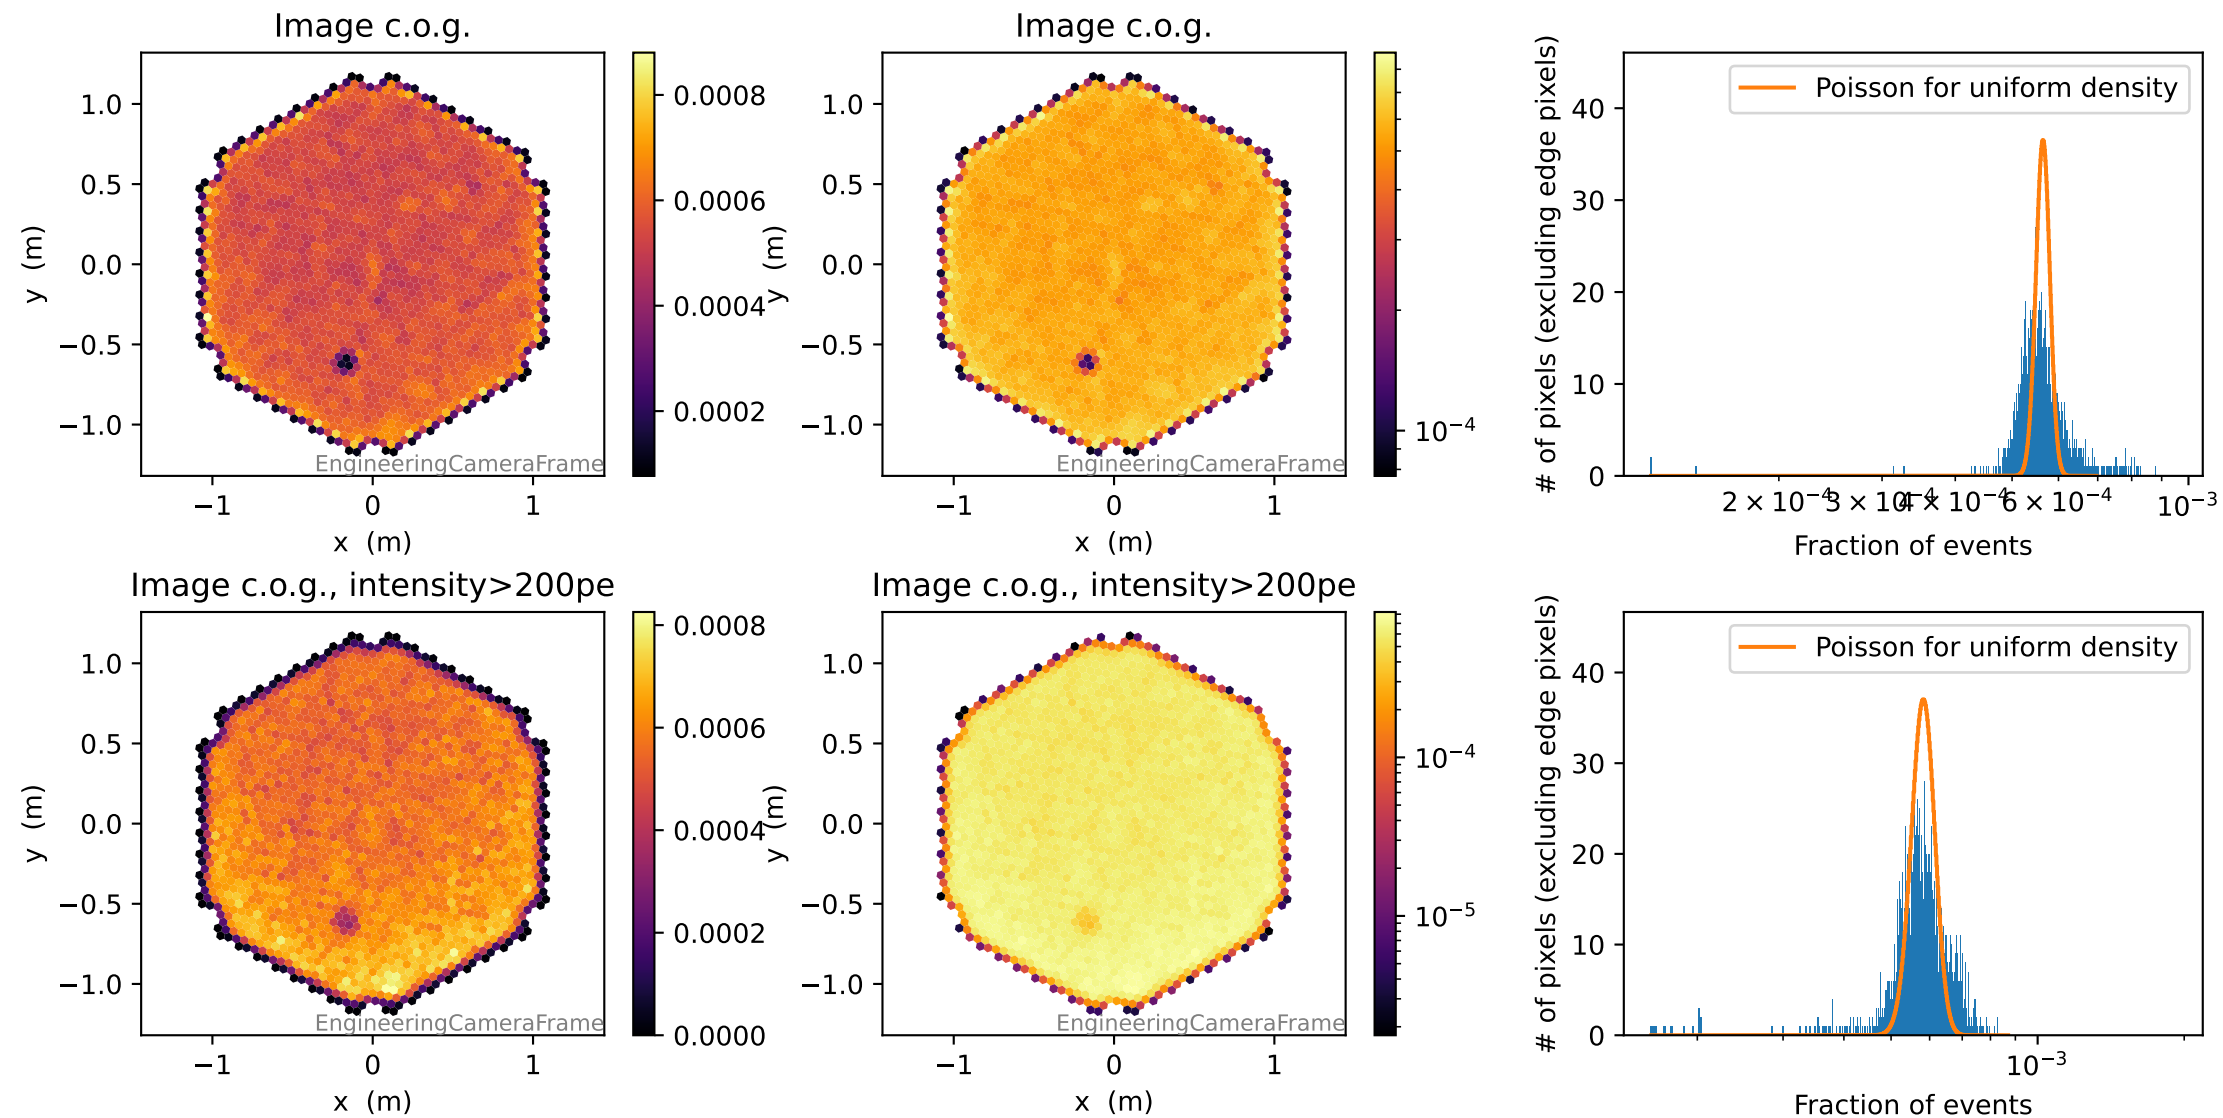 Image c.o.g.
Image c.o.g.
1.0
0.5
0.0
−0.5
−1.0
y (m)
−1
0
1
x (m)
EngineeringCameraFrame
0.0008
0.0006
0.0004
0.0002
1.0
0.5
0.0
−0.5
−1.0
y (m)
−1
0
1
x (m)
EngineeringCameraFrame
10⁻⁴
# of pixels (excluding edge pixels)
40
30
20
10
0
Poisson for uniform density
2 × 10⁻⁴
3 × 10⁻⁴
4 × 10⁻⁴
6 × 10⁻⁴
10⁻³
Fraction of events
Image c.o.g., intensity>200pe
Image c.o.g., intensity>200pe
1.0
0.5
0.0
−0.5
−1.0
y (m)
−1
0
1
x (m)
EngineeringCameraFrame
0.0008
0.0006
0.0004
0.0002
0.0000
1.0
0.5
0.0
−0.5
−1.0
y (m)
−1
0
1
x (m)
EngineeringCameraFrame
10⁻⁴
10⁻⁵
# of pixels (excluding edge pixels)
40
30
20
10
0
Poisson for uniform density
10⁻³
Fraction of events